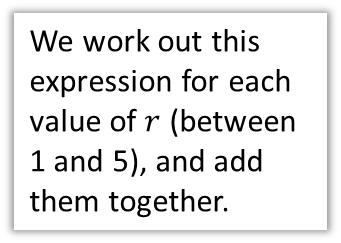 We work out this
expression for each
value of 𝑟 (between
1 and 5), and add
them together.